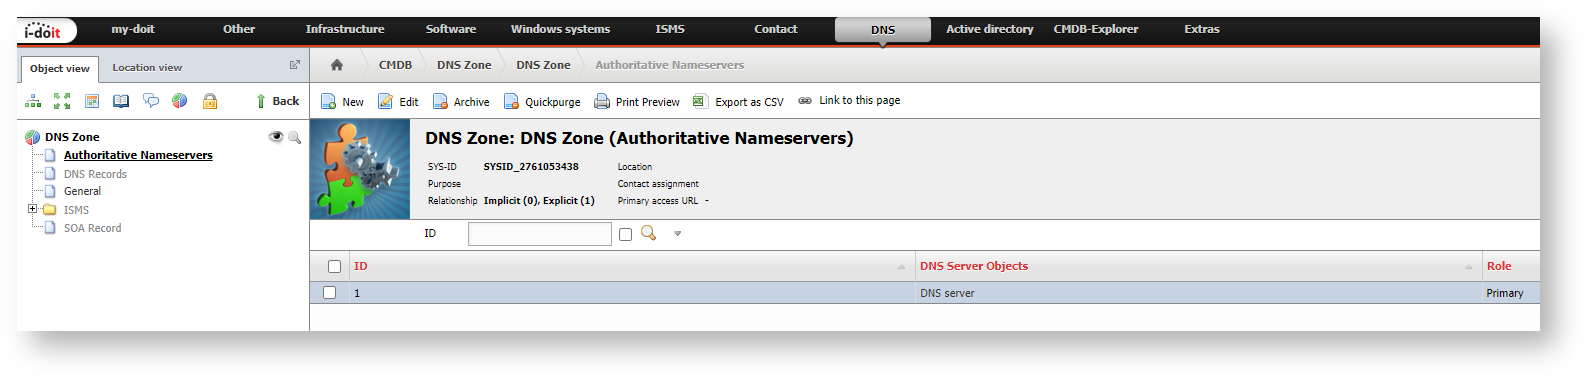 i-doit my-doit Other Infrastructure Software Windows systems ISMS Contact DNS Active directory CMDB-Explorer Extras
Object view Location view
CMDB DNS Zone DNS Zone Authoritative Nameservers
Back
New Edit Archive Quickpurge Print Preview Export as CSV Link to this page
DNS Zone
Authoritative Nameservers
DNS Records
General
ISMS
SOA Record
DNS Zone: DNS Zone (Authoritative Nameservers)
SYS-ID SYSID_2761053438 Location
Purpose Contact assignment
Relationship Implicit (0), Explicit (1) Primary access URL -
ID
ID DNS Server Objects Role
1 DNS server Primary